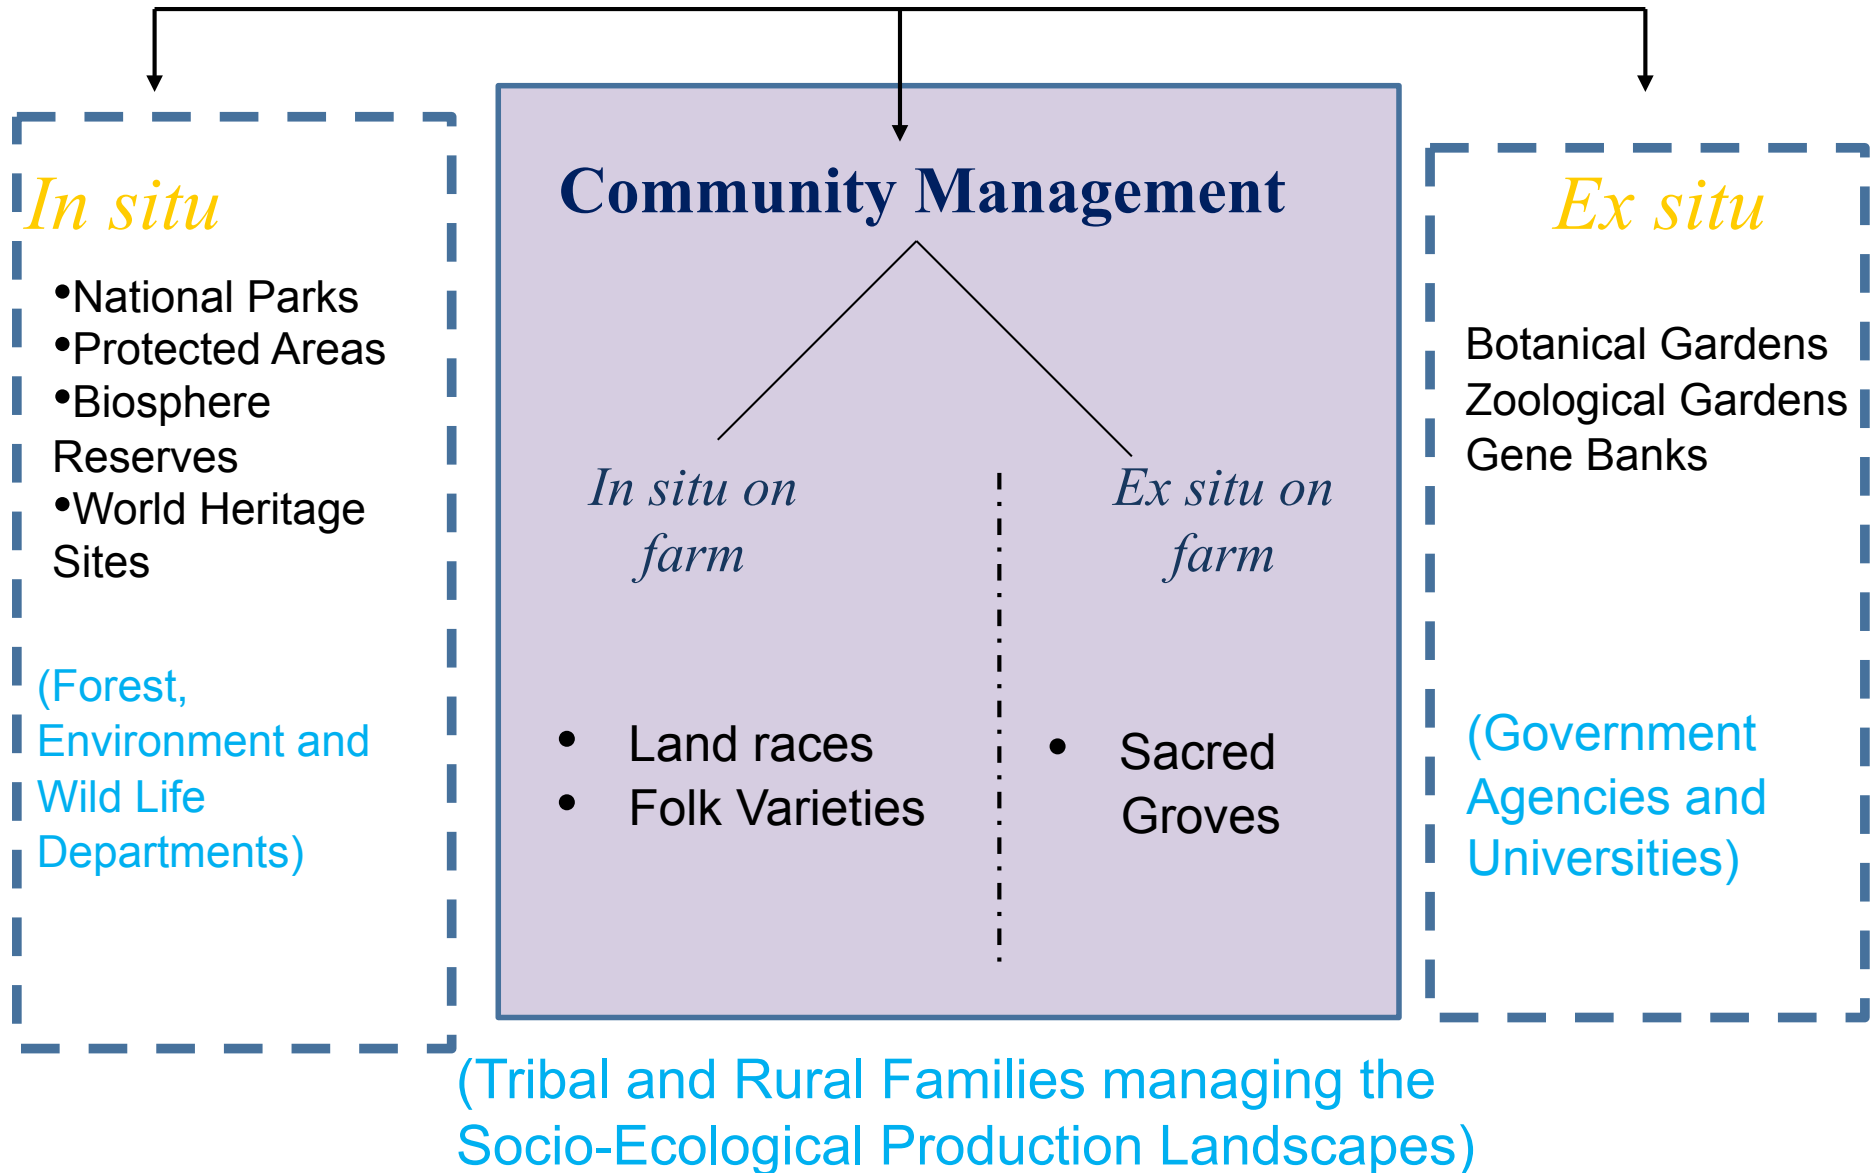 In situ
•National Parks
•Protected Areas
•Biosphere
Reserves
•World Heritage
Sites
(Forest,
Environment and
Wild Life
Departments)
Community Management
In situ on
farm
• Land races
• Folk Varieties
Ex situ on
farm
• Sacred
Groves
(Tribal and Rural Families managing the
Socio-Ecological Production Landscapes)
Ex situ
Botanical Gardens
Zoological Gardens
Gene Banks
(Government
Agencies and
Universities)